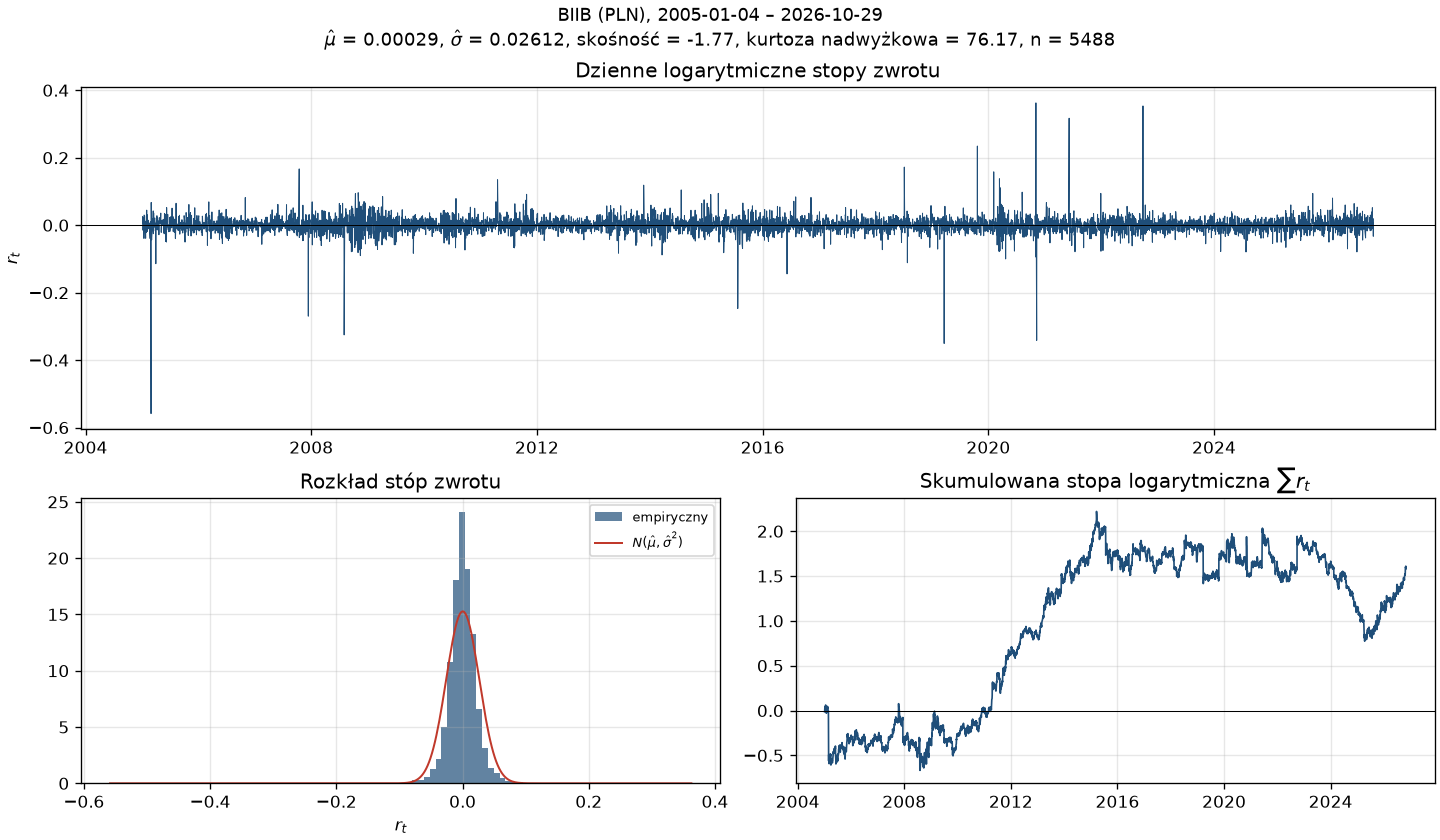 BIIB (PLN), 2005-01-04 – 2026-10-29
μ̂ = 0.00029, σ̂ = 0.02612, skośność = -1.77, kurtoza nadwyżkowa = 76.17, n = 5488
Dzienne logarytmiczne stopy zwrotu
0.4
0.2
0.0
−0.2
−0.4
−0.6
r_t
2004 2008 2012 2016 2020 2024
Rozkład stóp zwrotu
25
20
15
10
5
0
empiryczny
N(μ̂, σ̂²)
−0.6 −0.4 −0.2 0.0 0.2 0.4
r_t
Skumulowana stopa logarytmiczna ∑r_t
2.0
1.5
1.0
0.5
0.0
−0.5
2004 2008 2012 2016 2020 2024